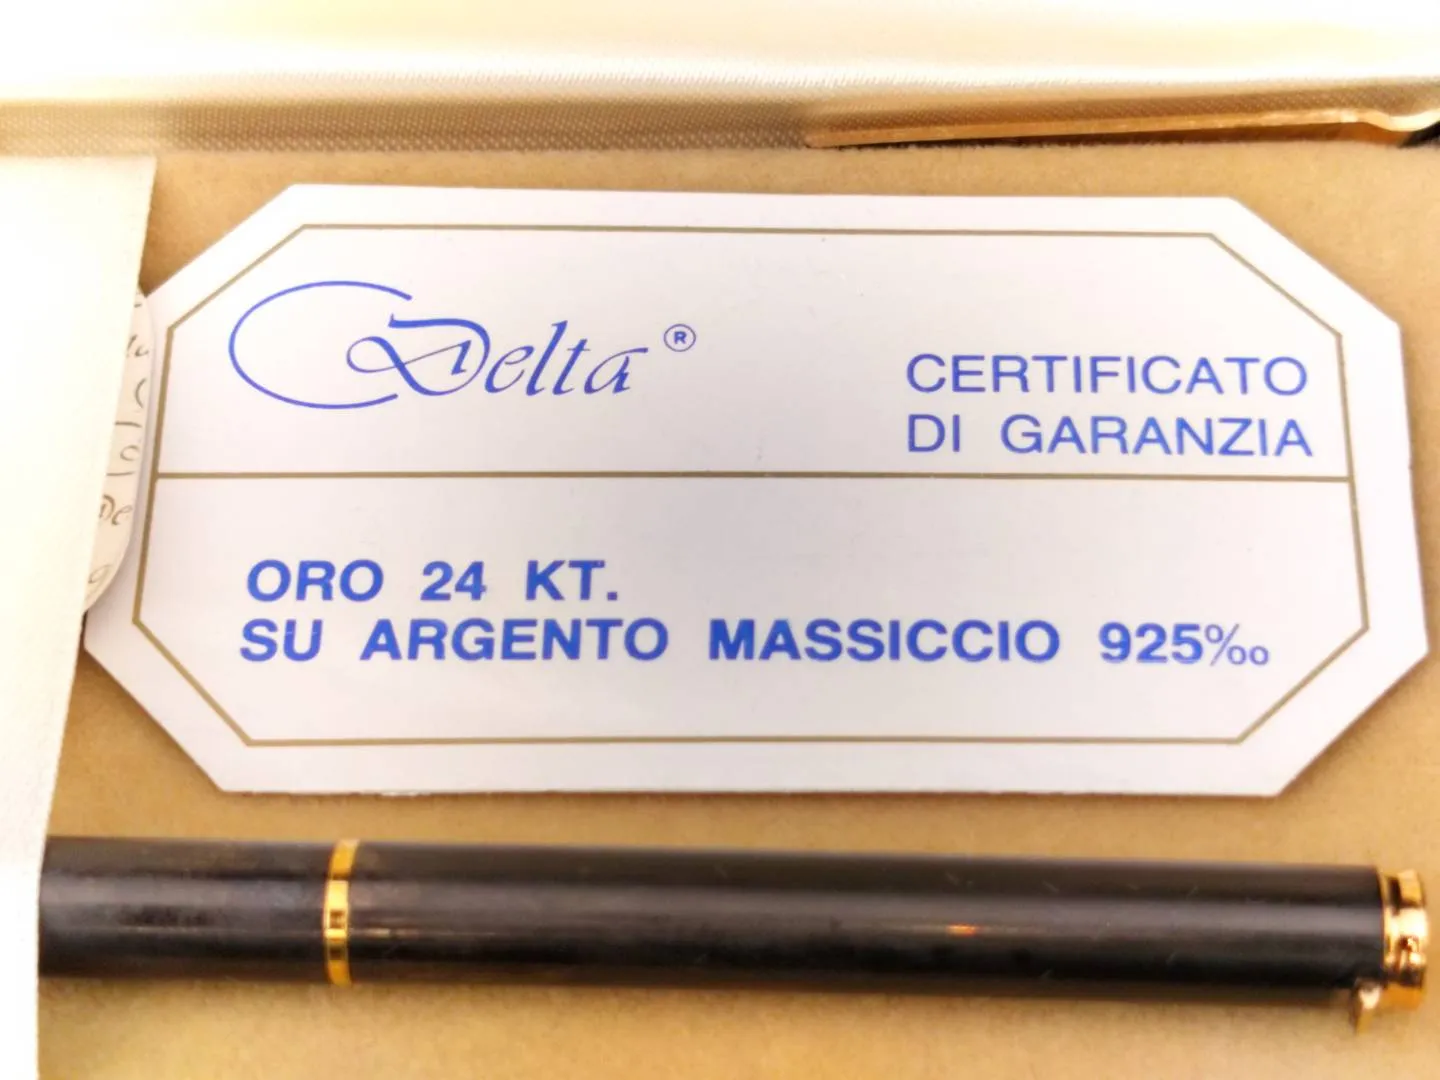 Delta ®
CERTIFICATO
DI GARANZIA
ORO 24 KT.
SU ARGENTO MASSICCIO 925‰